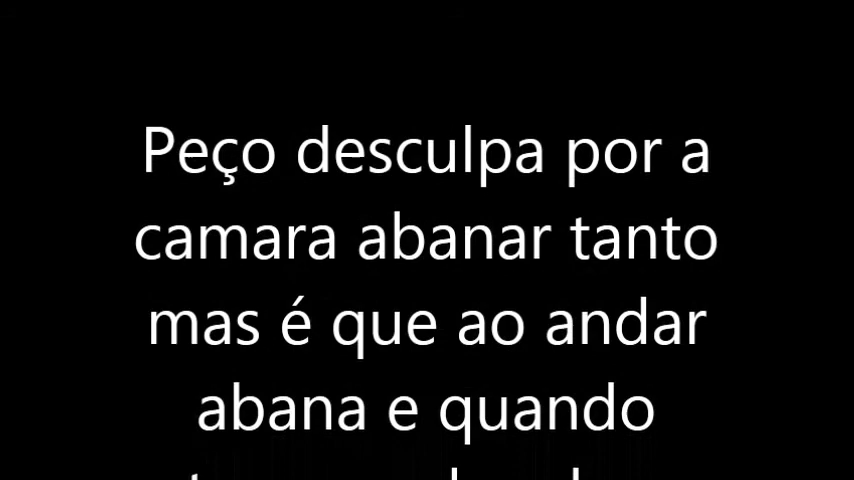 Peço desculpa por a
camara abanar tanto
mas é que ao andar
abana e quando